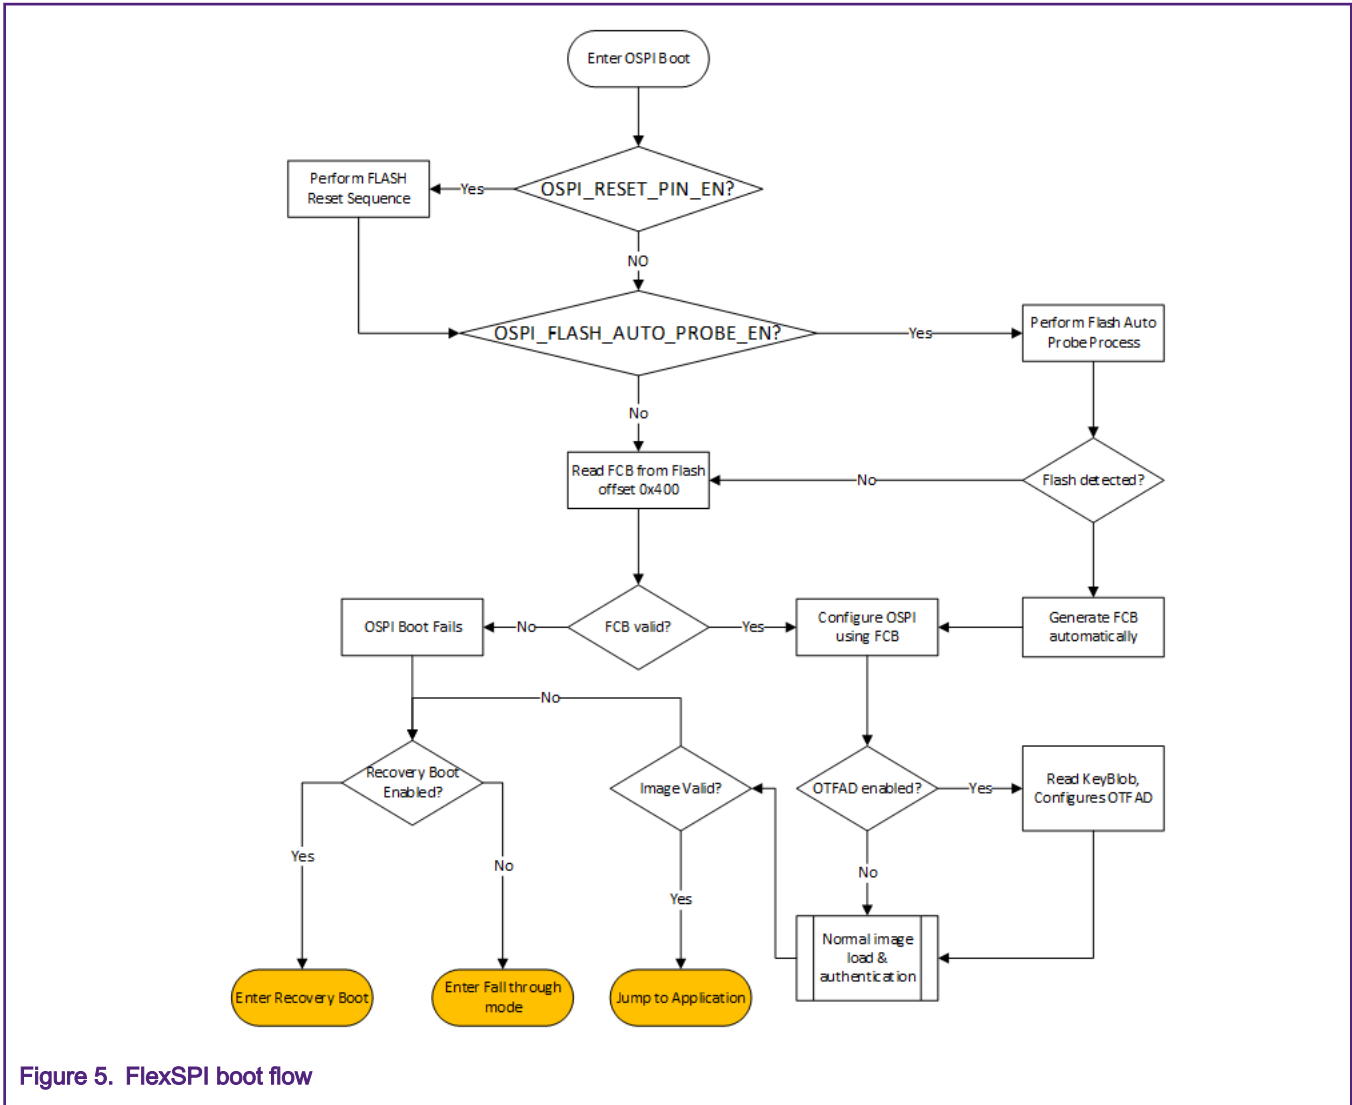 Enter OSPI Boot
OSPI_RESET_PIN_EN?
Yes
Perform FLASH
Reset Sequence
NO
OSPI_FLASH_AUTO_PROBE_EN?
Yes
Perform Flash Auto
Probe Process
No
Read FCB from Flash
offset 0x400
No
Flash detected?
OSPI Boot Fails
No
FCB valid?
Yes
Configure OSPI
using FCB
Generate FCB
automatically
No
Recovery Boot
Enabled?
Image Valid?
OTFAD enabled?
Yes
Read KeyBlob,
Configures OTFAD
Yes
No
Yes
No
Normal image
load &
authentication
Enter Recovery Boot
Enter Fall through
mode
Jump to Application
Figure 5. FlexSPI boot flow